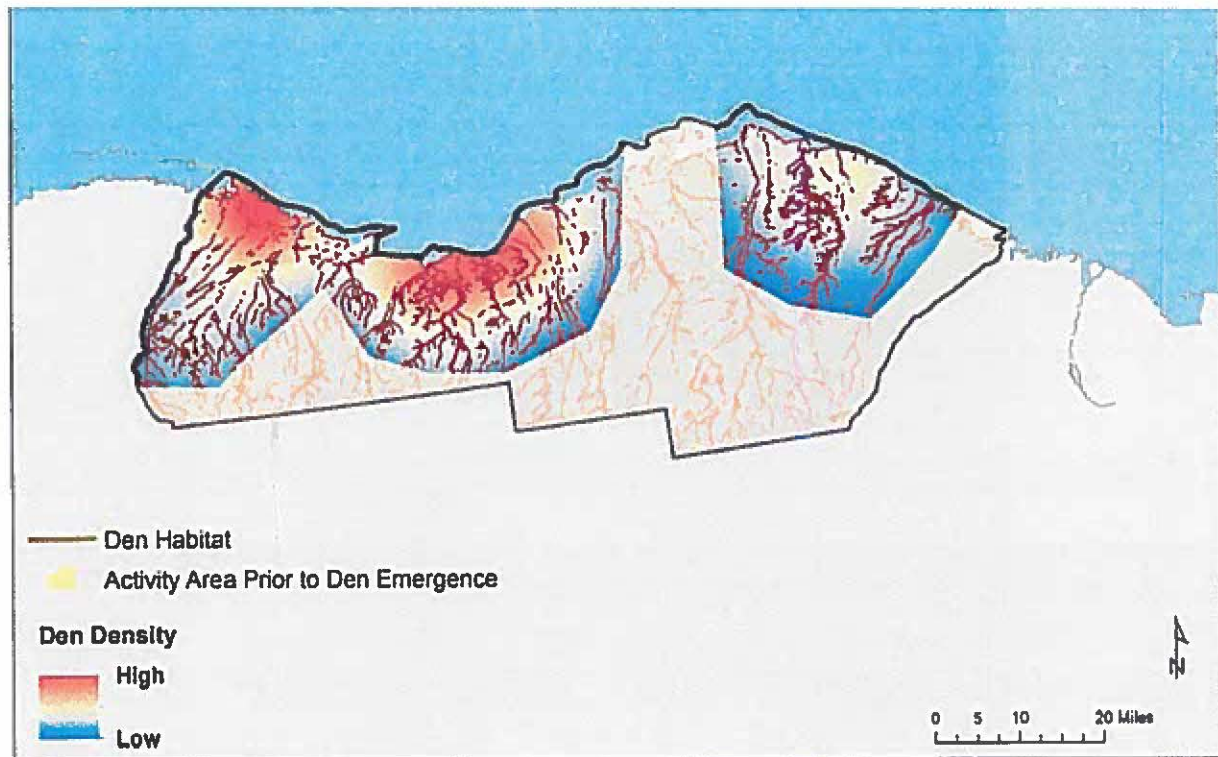 Den Habitat
Activity Area Prior to Den Emergence
Den Density
High
Low
N
0 5 10 20 Miles